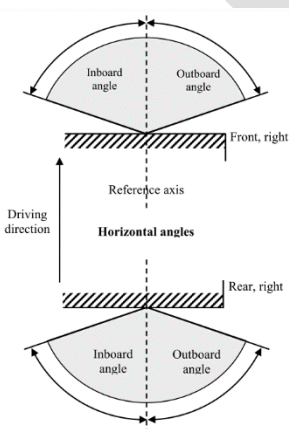 Inboard
angle
Outboard
angle
Front, right
Reference axis
Driving
direction
Horizontal angles
Rear, right
Inboard
angle
Outboard
angle